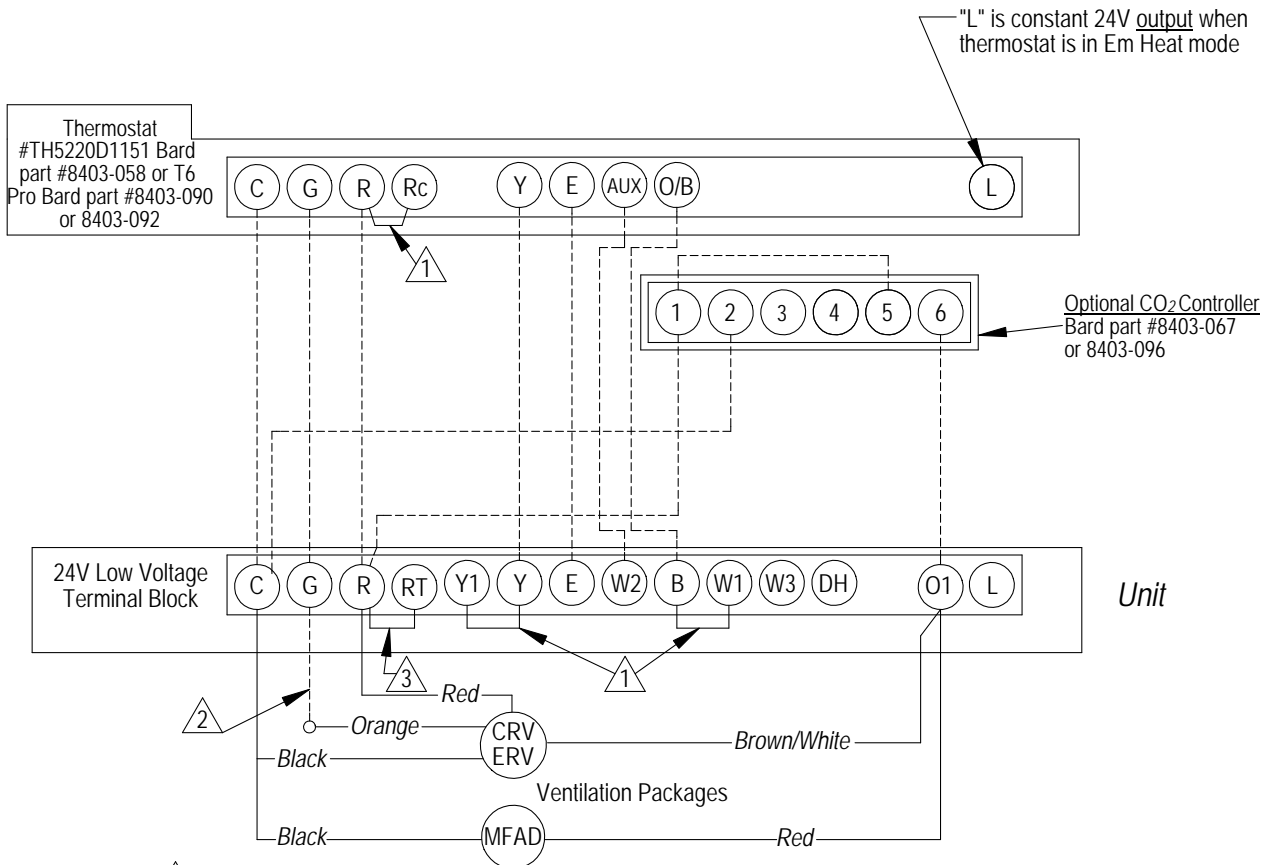 "L" is constant 24V output when
thermostat is in Em Heat mode
Thermostat
#TH5220D1151 Bard
part #8403-058 or T6
Pro Bard part #8403-090
or 8403-092
C G R Rc Y E AUX O/B L
1
1 2 3 4 5 6
Optional CO2 Controller
Bard part #8403-067
or 8403-096
24V Low Voltage
Terminal Block
C G R RT Y1 Y E W2 B W1 W3 DH O1 L
Unit
3
1
2
Red
Orange
CRV
ERV
Brown/White
Black
Ventilation Packages
Black
MFAD
Red